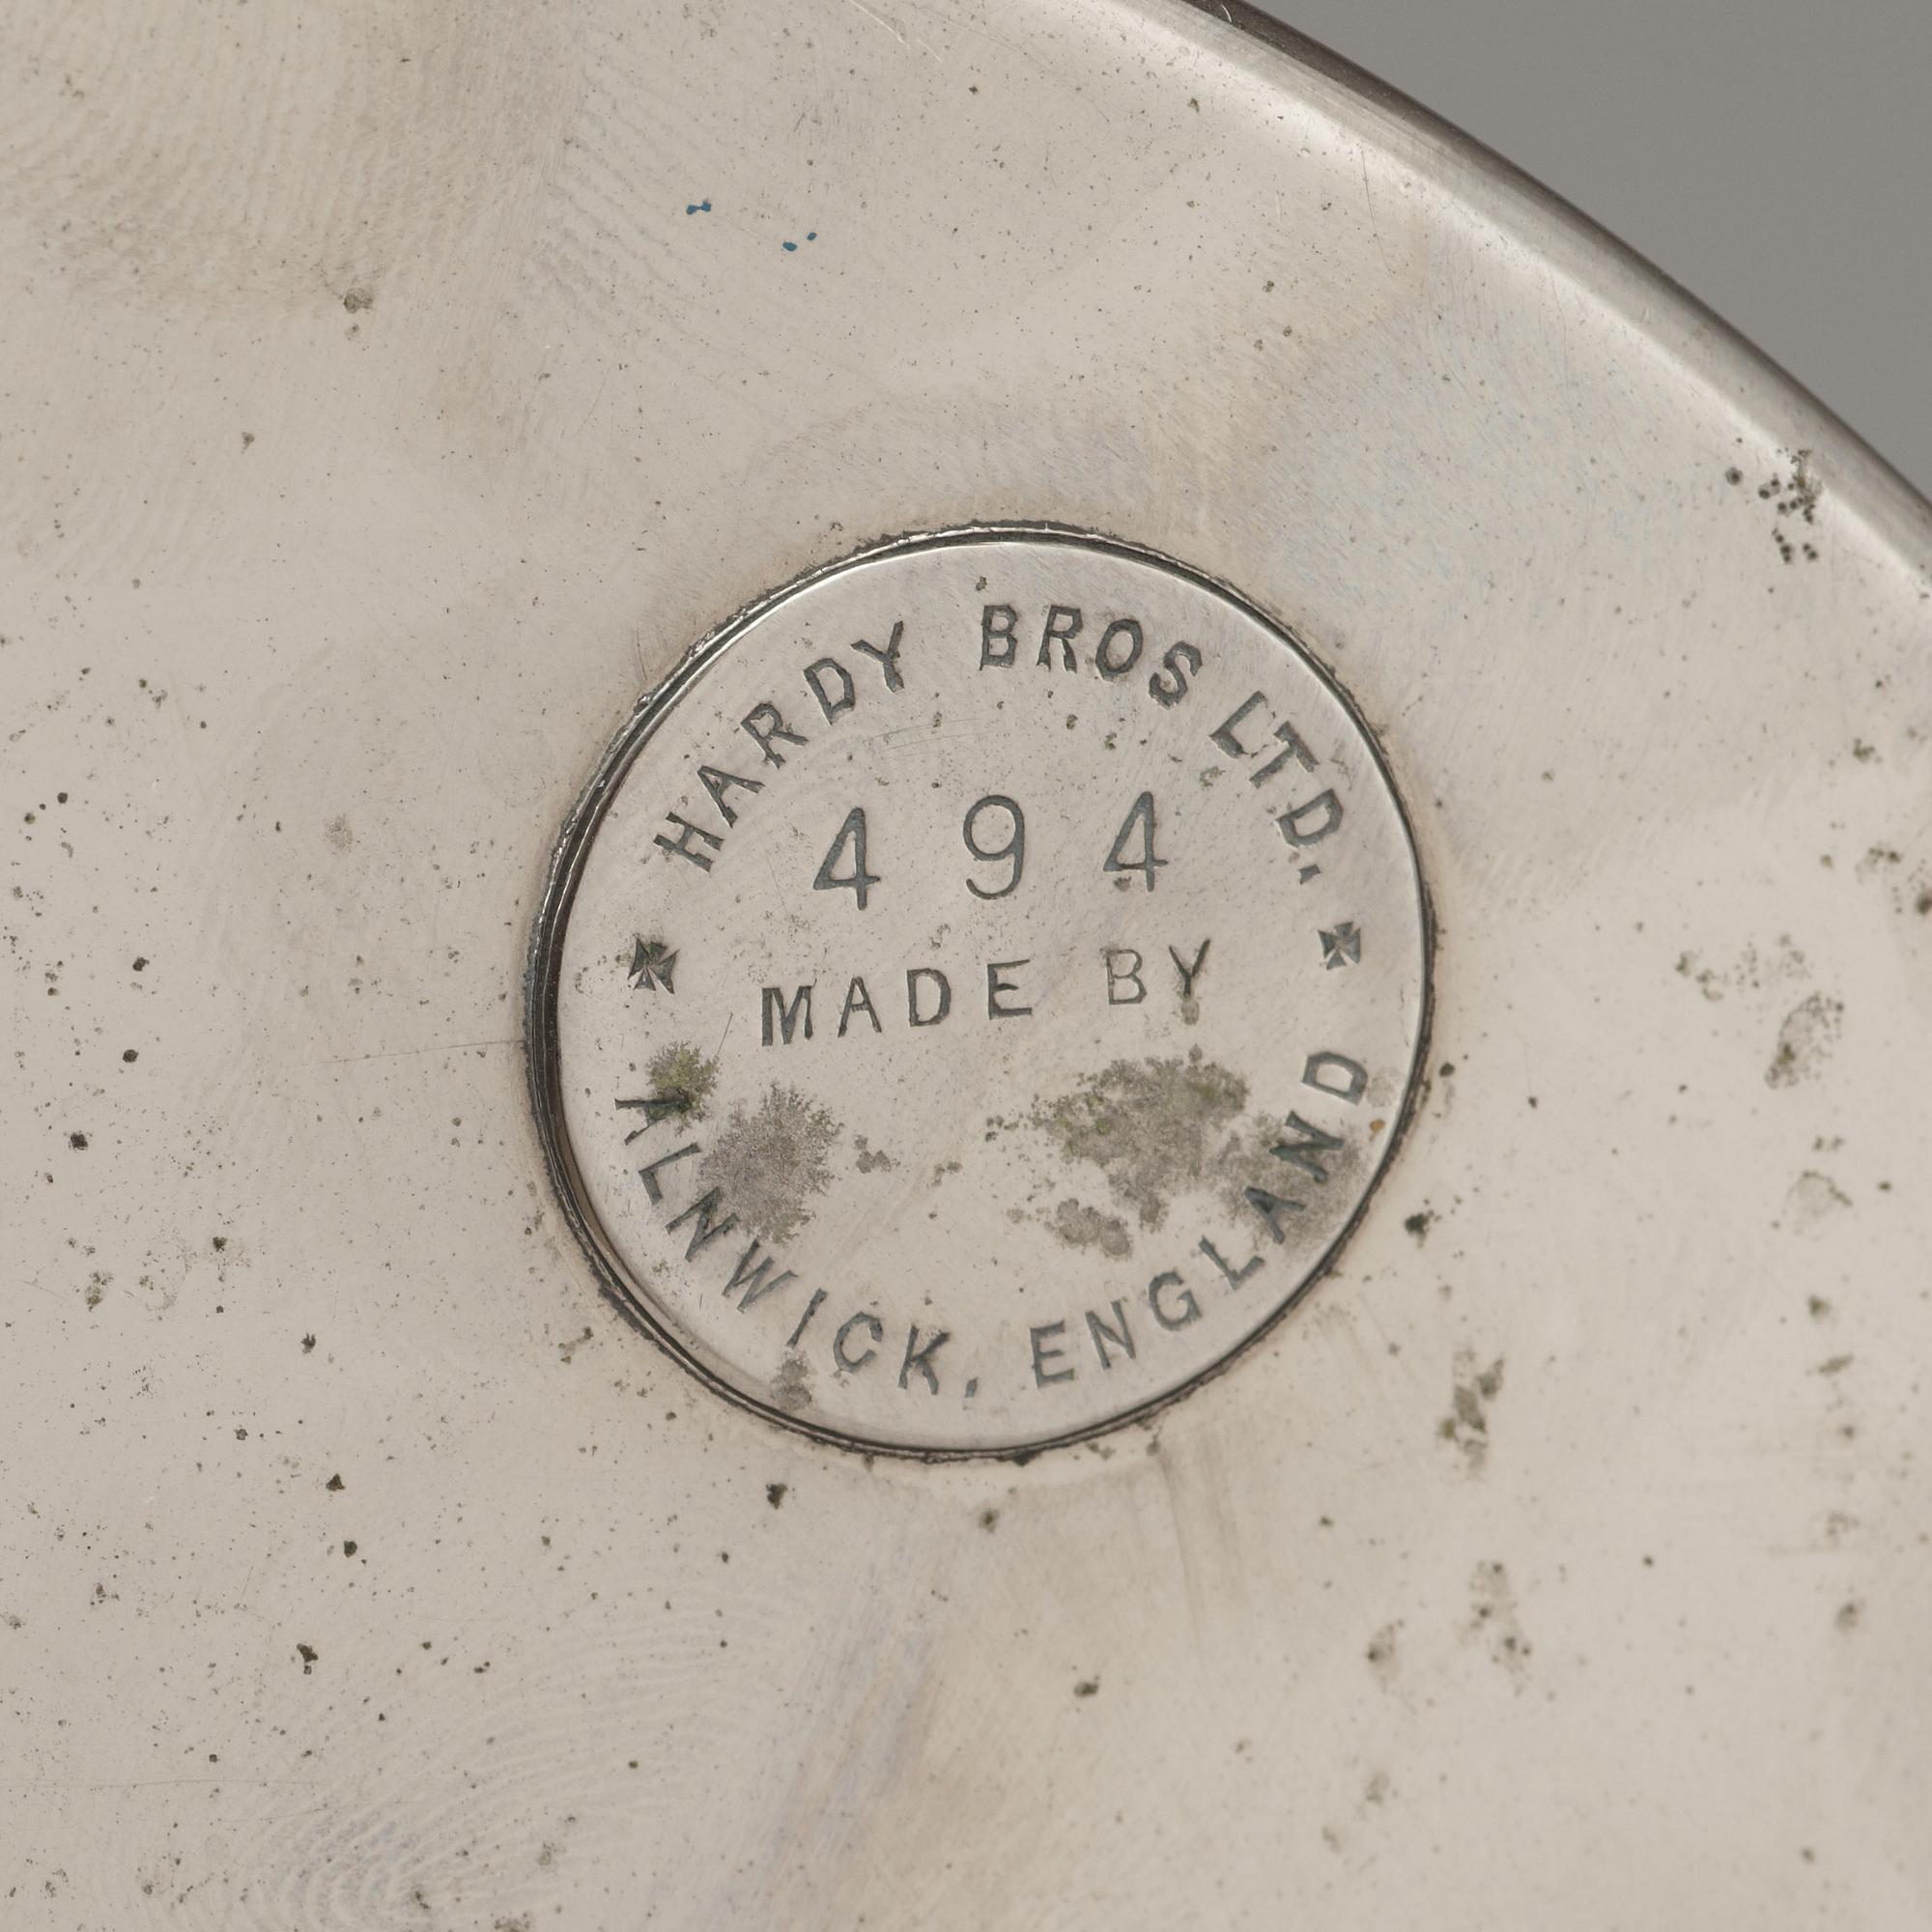 HARDY BROS LTD.
494
MADE BY
ALNWICK, ENGLAND